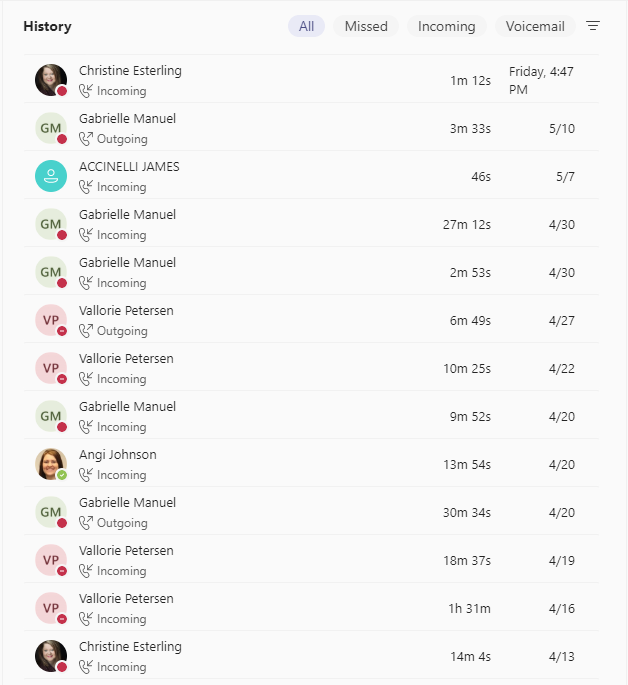 History
All
Missed
Incoming
Voicemail
Christine Esterling
Incoming
1m 12s
Friday, 4:47
PM
GM
Gabrielle Manuel
Outgoing
3m 33s
5/10
ACCINELLI JAMES
Incoming
46s
5/7
GM
Gabrielle Manuel
Incoming
27m 12s
4/30
GM
Gabrielle Manuel
Incoming
2m 53s
4/30
VP
Vallorie Petersen
Outgoing
6m 49s
4/27
VP
Vallorie Petersen
Incoming
10m 25s
4/22
GM
Gabrielle Manuel
Incoming
9m 52s
4/20
Angi Johnson
Incoming
13m 54s
4/20
GM
Gabrielle Manuel
Outgoing
30m 34s
4/20
VP
Vallorie Petersen
Incoming
18m 37s
4/19
VP
Vallorie Petersen
Incoming
1h 31m
4/16
Christine Esterling
Incoming
14m 4s
4/13